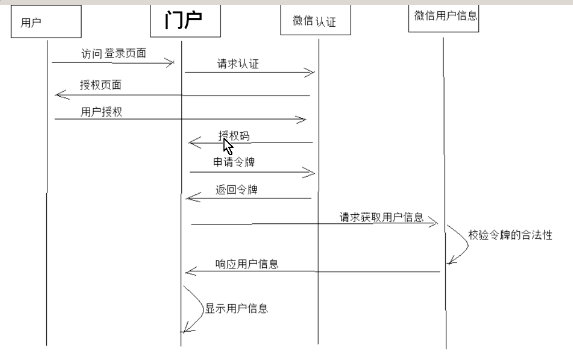 用户
门户
微信认证
微信用户信息
访问登录页面
请求认证
授权页面
用户授权
授权码
申请令牌
返回令牌
请求获取用户信息
校验令牌的合法性
响应用户信息
显示用户信息